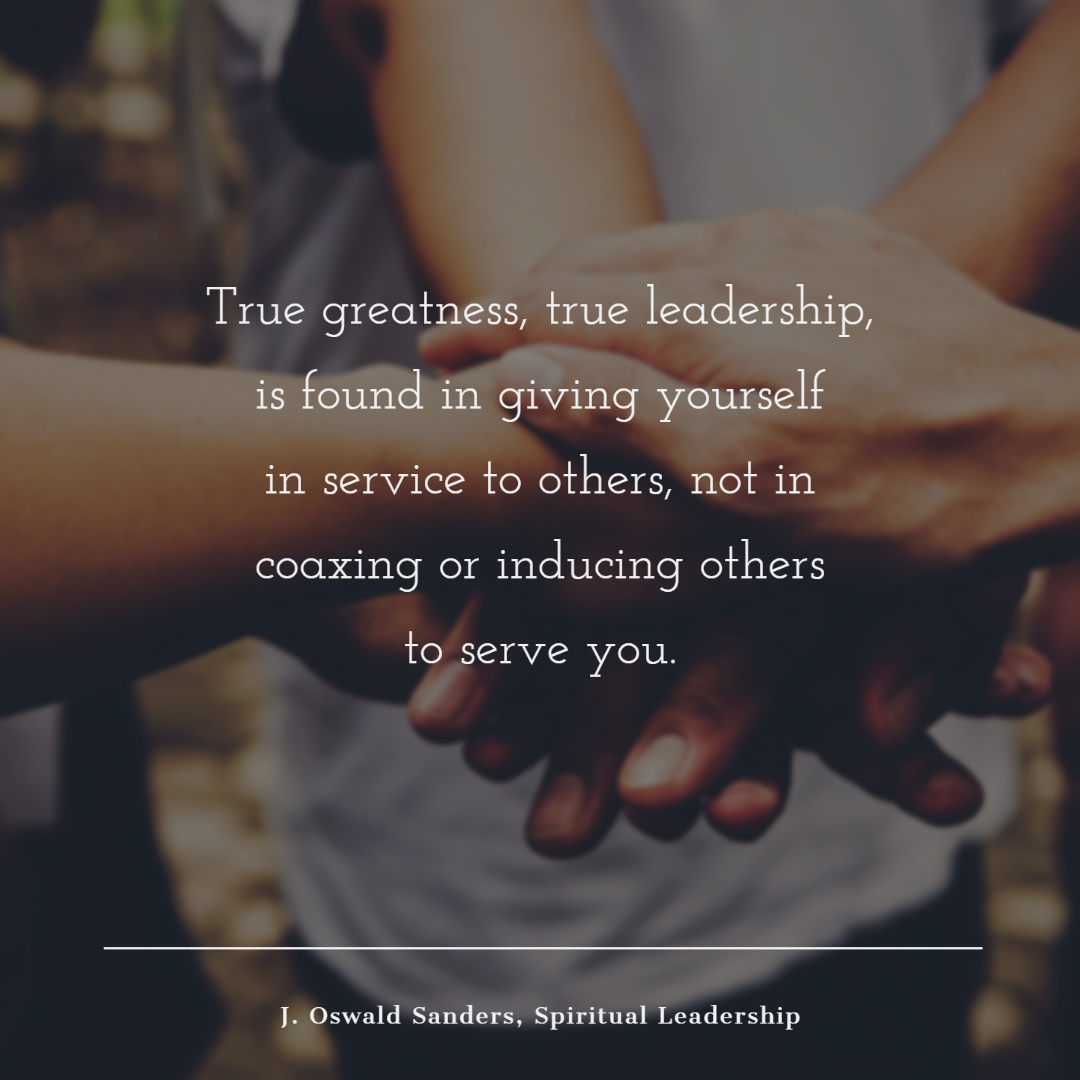 True greatness, true leadership,
is found in giving yourself
in service to others, not in
coaxing or inducing others
to serve you.
J. Oswald Sanders, Spiritual Leadership